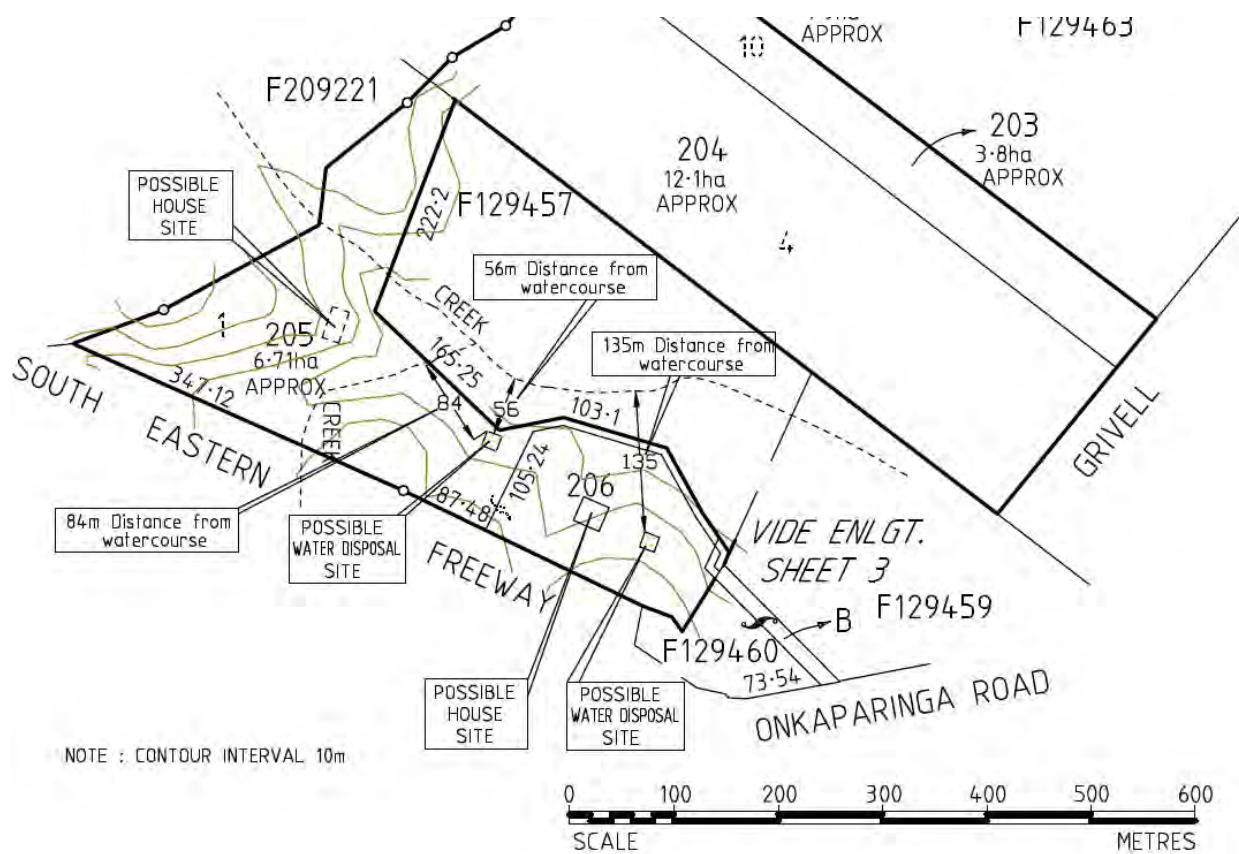 APPROX
F129463
10
F209221
203
3·8ha
APPROX
204
12·1ha
APPROX
POSSIBLE
HOUSE
SITE
222·2
F129457
4
56m Distance from
watercourse
CREEK
135m Distance from
watercourse
1
205
6·71ha
APPROX
165·25
SOUTH
EASTERN
FREEWAY
347·12
CREEK
84
56
103·1
GRIVELL
135
105·24
206
87·48
84m Distance from
watercourse
POSSIBLE
WATER DISPOSAL
SITE
VIDE ENLGT.
SHEET 3
B
F129459
F129460
73·54
ONKAPARINGA ROAD
POSSIBLE
HOUSE
SITE
POSSIBLE
WATER DISPOSAL
SITE
NOTE : CONTOUR INTERVAL 10m
0 100 200 300 400 500 600
SCALE METRES